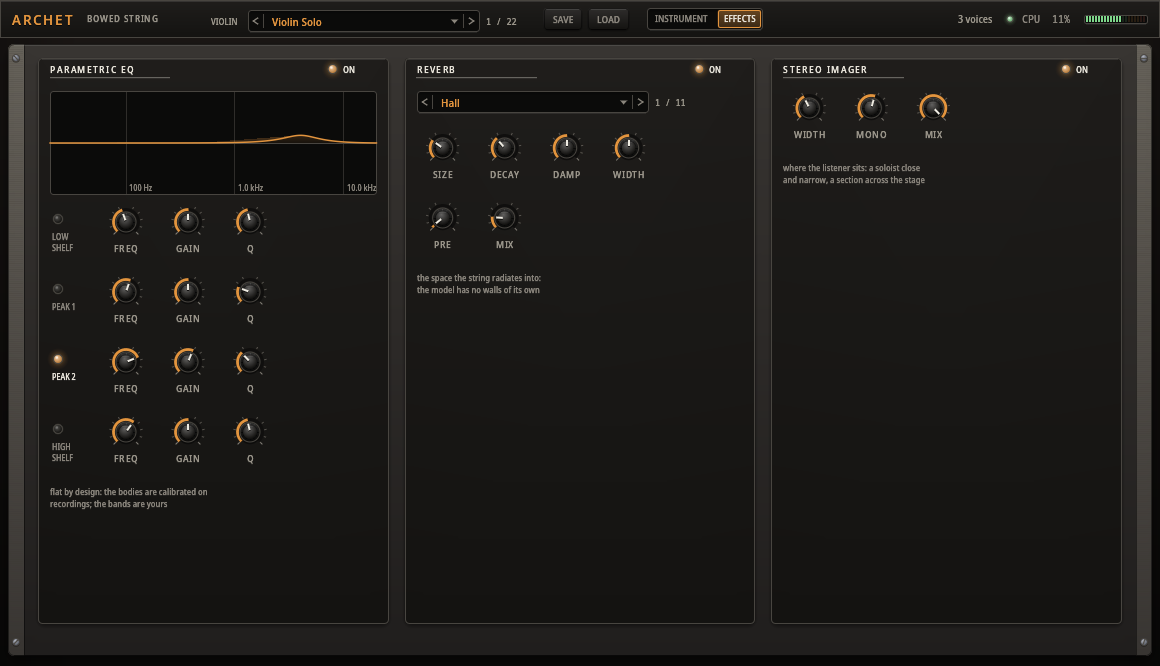 ARCHET BOWED STRING VIOLIN Violin Solo 1 / 22 SAVE LOAD INSTRUMENT EFFECTS 3 voices CPU 11%
PARAMETRIC EQ ON
100 Hz 1.0 kHz 10.0 kHz
LOW
SHELF
FREQ GAIN Q
PEAK 1
FREQ GAIN Q
PEAK 2
FREQ GAIN Q
HIGH
SHELF
FREQ GAIN Q
flat by design: the bodies are calibrated on
recordings; the bands are yours
REVERB ON
Hall 1 / 11
SIZE DECAY DAMP WIDTH
PRE MIX
the space the string radiates into:
the model has no walls of its own
STEREO IMAGER ON
WIDTH MONO MIX
where the listener sits: a soloist close
and narrow, a section across the stage